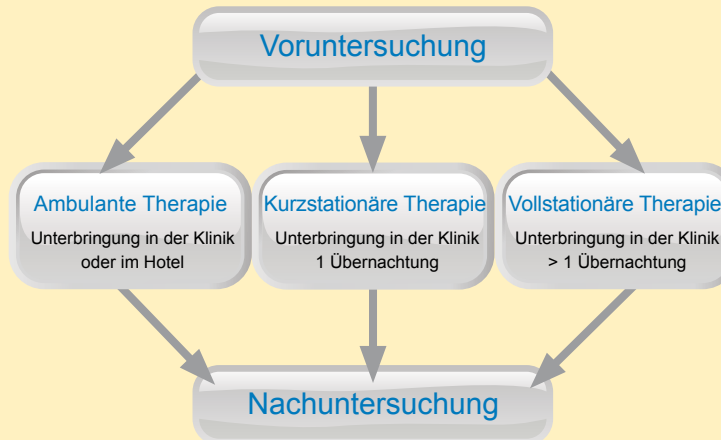 Voruntersuchung
Ambulante Therapie
Unterbringung in der Klinik
oder im Hotel
Kurzstationäre Therapie
Unterbringung in der Klinik
1 Übernachtung
Vollstationäre Therapie
Unterbringung in der Klinik
> 1 Übernachtung
Nachuntersuchung